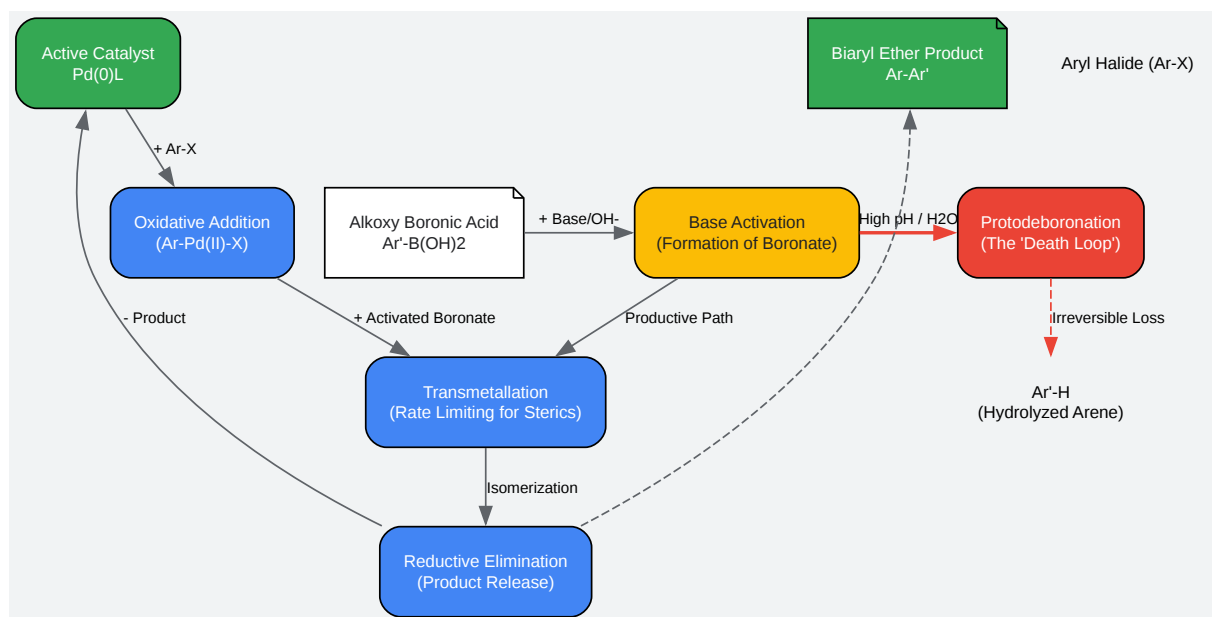 Active Catalyst
Pd(0)L
Biaryl Ether Product
Ar-Ar'
Aryl Halide (Ar-X)
+ Ar-X
Oxidative Addition
(Ar-Pd(II)-X)
Alkoxy Boronic Acid
Ar'-B(OH)2
+ Base/OH-
Base Activation
(Formation of Boronate)
High pH / H2O
Protodeboronation
(The 'Death Loop')
- Product
+ Activated Boronate
Productive Path
Irreversible Loss
Transmetallation
(Rate Limiting for Sterics)
Ar'-H
(Hydrolyzed Arene)
Isomerization
Reductive Elimination
(Product Release)